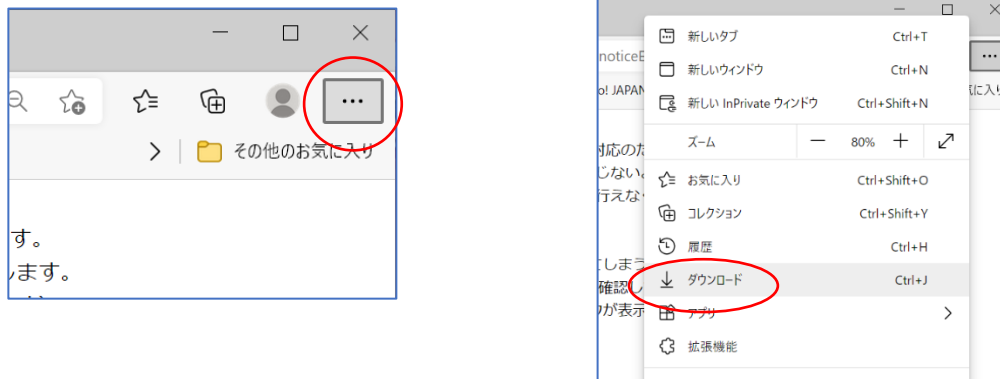 その他のお気に入り
す。
します。
新しいタブ Ctrl+T
新しいウィンドウ Ctrl+N
新しい InPrivate ウィンドウ Ctrl+Shift+N
ズーム 80%
お気に入り Ctrl+Shift+O
コレクション Ctrl+Shift+Y
履歴 Ctrl+H
ダウンロード Ctrl+J
アプリ
拡張機能
noticeE
o! JAPAN
に入り
対応のた
じない。
行えな
てしまう
確認し
が表示